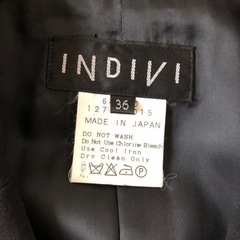 INDIVI
36
MADE IN JAPAN
DO NOT WASH.
Do Not Use Chlorine Bleach
Use Cool Iron
Dry Clean Only